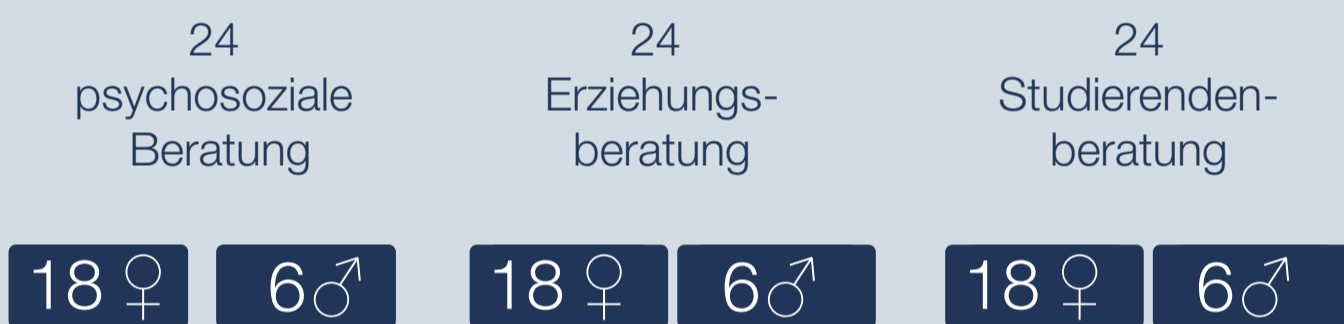 24
psychosoziale
Beratung
24
Erziehungs-
beratung
24
Studierenden-
beratung
18 ♀
6 ♂
18 ♀
6 ♂
18 ♀
6 ♂